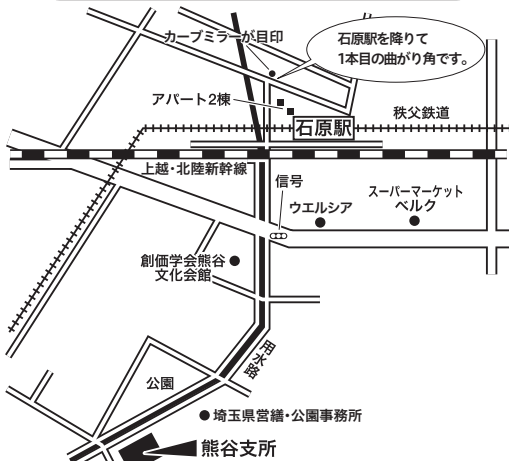 カーブミラーが目印
石原駅を降りて
1本目の曲がり角です。
アパート2棟
石原駅
秩父鉄道
上越・北陸新幹線
信号
ウエルシア
スーパーマーケット
ベルク
創価学会熊谷
文化会館
用水路
公園
埼玉県営繕・公園事務所
熊谷支所